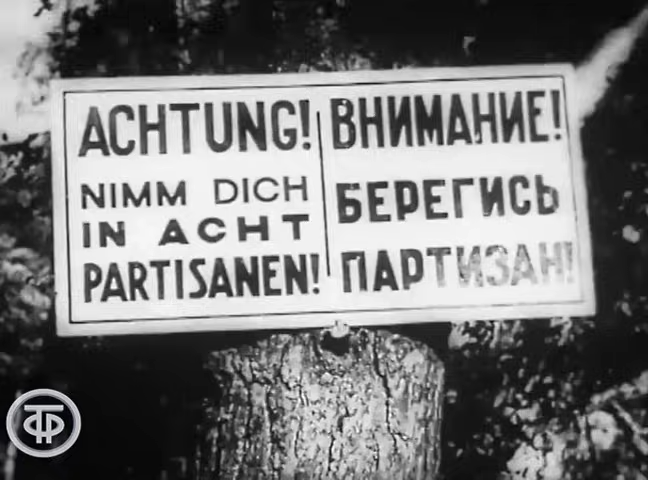 ACHTUNG!
NIMM DICH
IN ACHT
PARTISANEN!
ВНИМАНИЕ!
БЕРЕГИСЬ
ПАРТИЗАН!